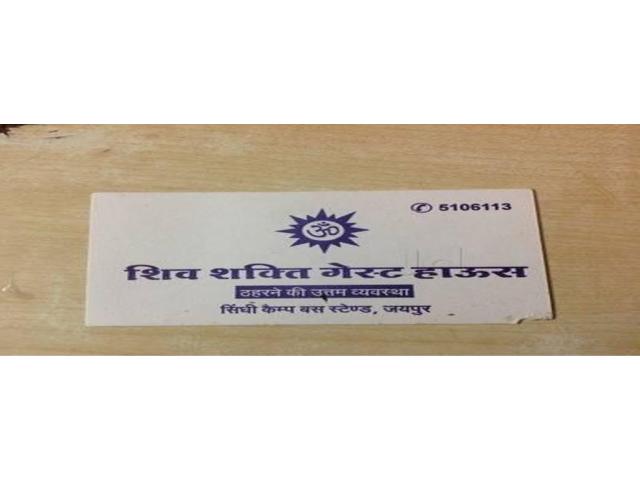 ✆ 5106113
ॐ
शिव शक्ति गेस्ट हाऊस
ठहरने की उत्तम व्यवस्था
सिंघी कैम्प बस स्टेण्ड, जयपुर